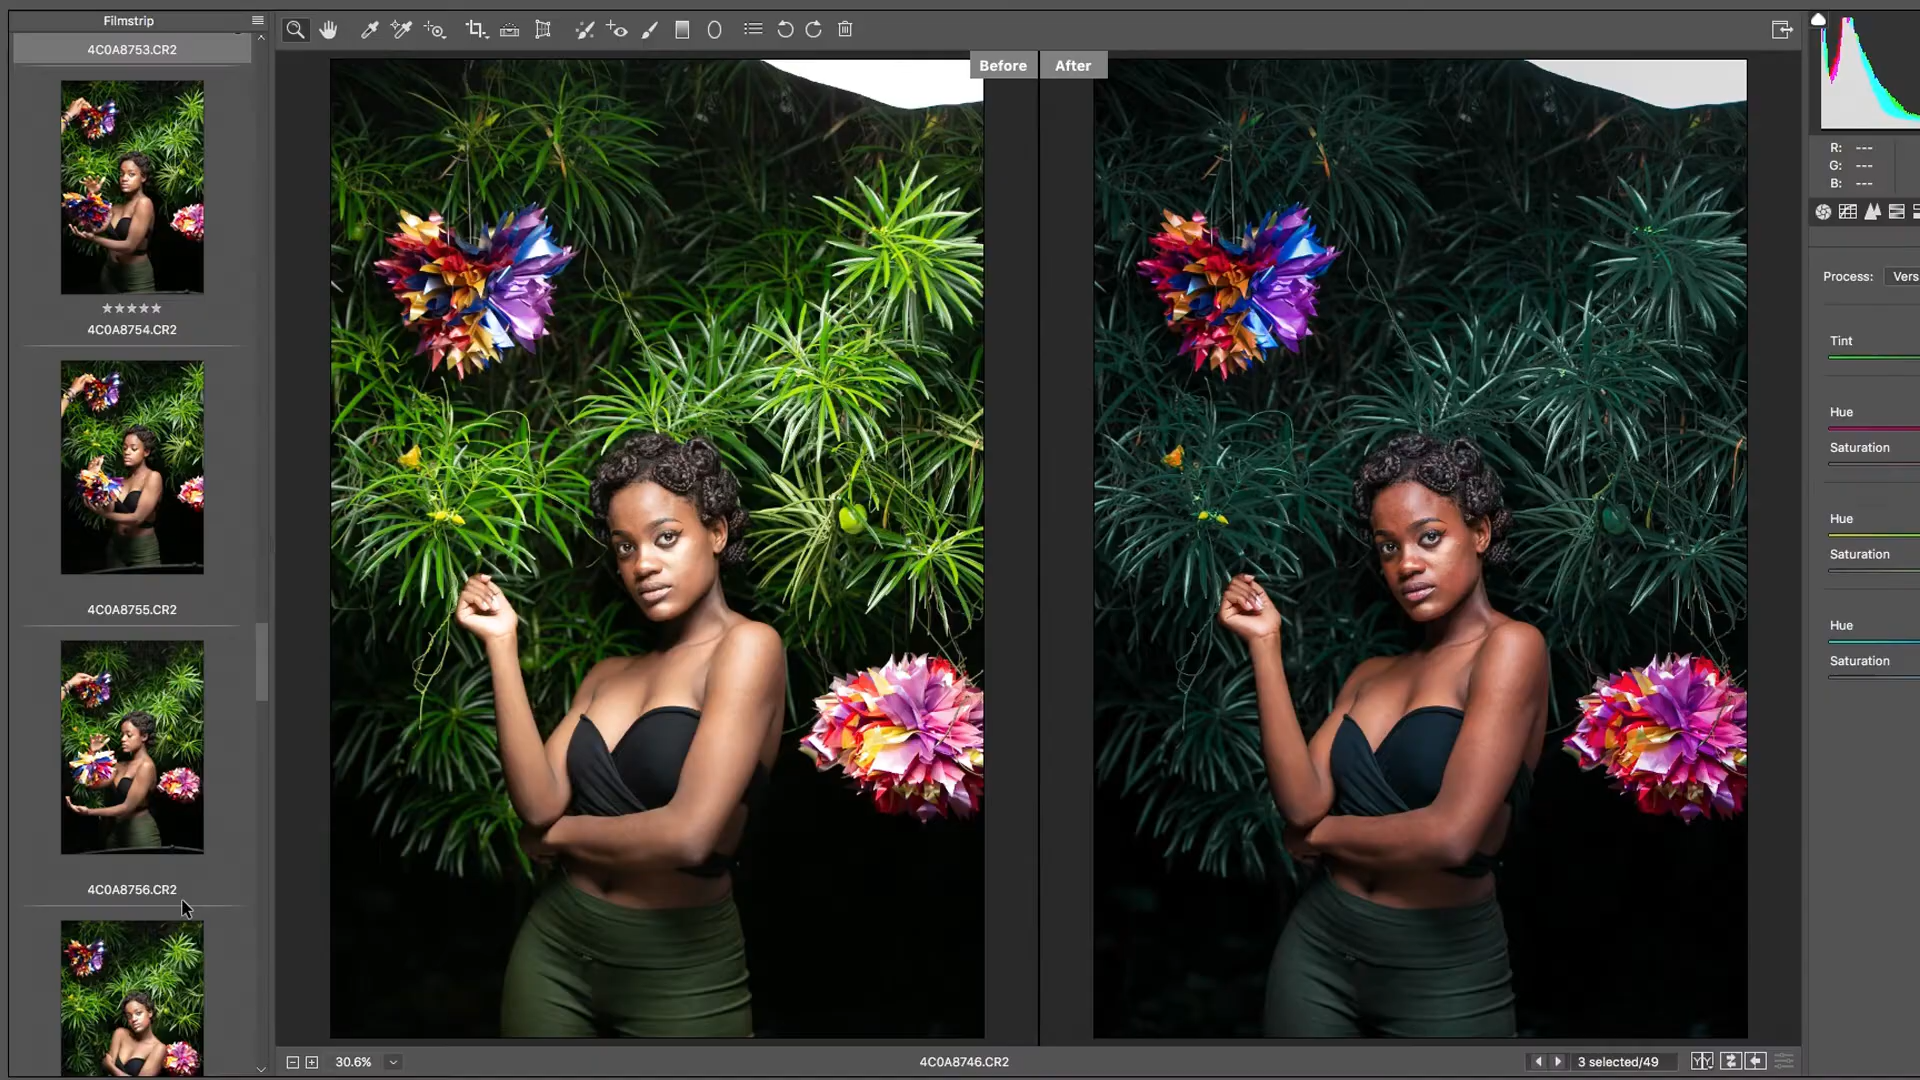 Filmstrip
4C0A8753.CR2
4C0A8754.CR2
4C0A8755.CR2
4C0A8756.CR2
Before
After
30.6%
4C0A8746.CR2
3 selected/49
R: ---
G: ---
B: ---
Process: Vers
Tint
Hue
Saturation
Hue
Saturation
Hue
Saturation